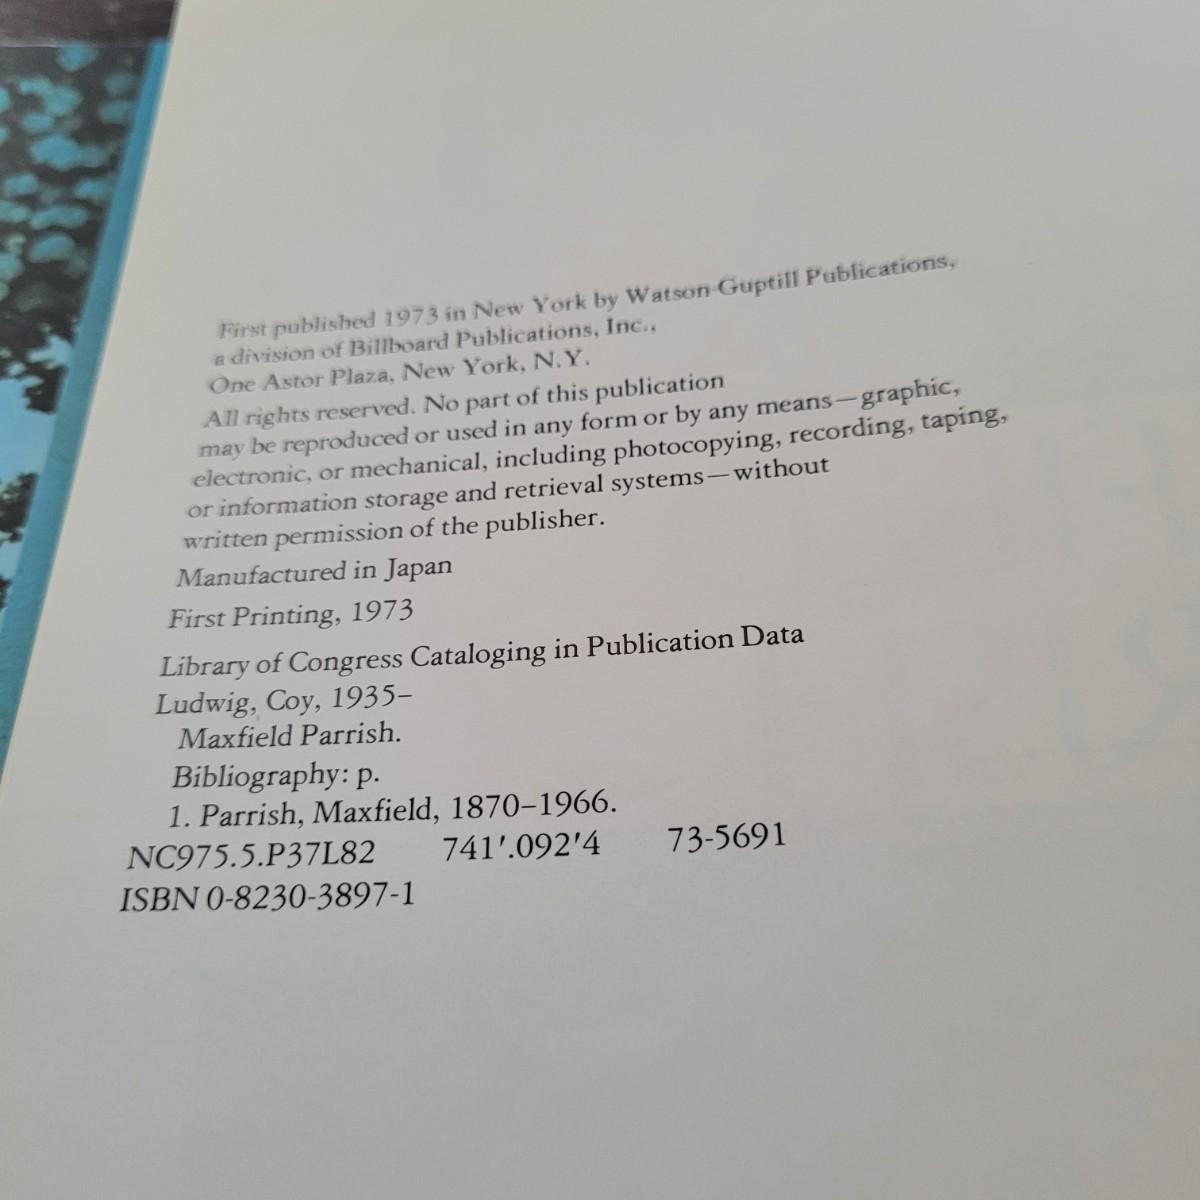 First published 1973 in New York by Watson-Guptill Publications,
a division of Billboard Publications, Inc.,
One Astor Plaza, New York, N.Y.
All rights reserved. No part of this publication
may be reproduced or used in any form or by any means—graphic,
electronic, or mechanical, including photocopying, recording, taping,
or information storage and retrieval systems—without
written permission of the publisher.
Manufactured in Japan
First Printing, 1973
Library of Congress Cataloging in Publication Data
Ludwig, Coy, 1935–
Maxfield Parrish.
Bibliography: p.
1. Parrish, Maxfield, 1870–1966.
NC975.5.P37L82 741'.092'4 73-5691
ISBN 0-8230-3897-1